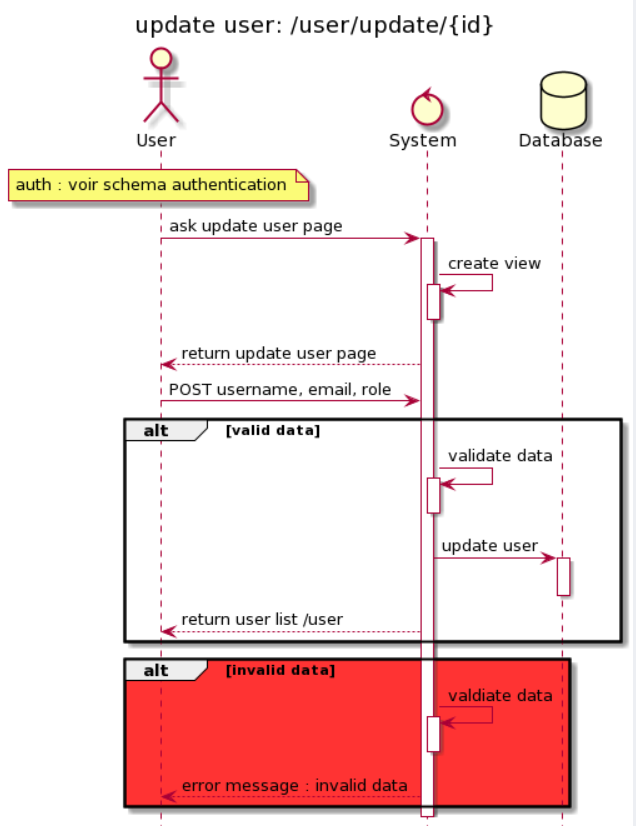 update user: /user/update/{id}
User
System
Database
auth : voir schema authentication
ask update user page
create view
return update user page
POST username, email, role
alt [valid data]
validate data
update user
return user list /user
alt [invalid data]
valdiate data
error message : invalid data